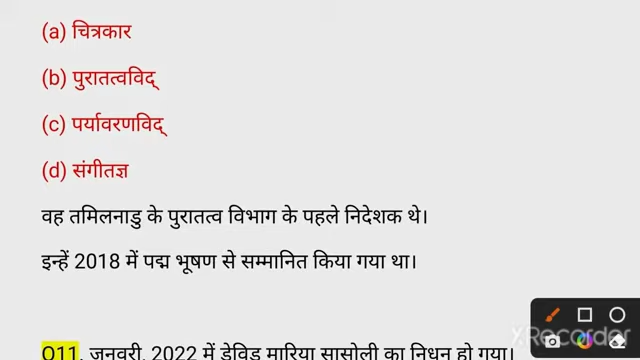 (a) चित्रकार
(b) पुरातत्वविद्
(c) पर्यावरणविद्
(d) संगीतज्ञ
वह तमिलनाडु के पुरातत्व विभाग के पहले निदेशक थे।
इन्हें 2018 में पद्म भूषण से सम्मानित किया गया था।
Q11. जनवरी, 2022 में डेविड मारिया सासोली का निधन हो गया।
XRecorder